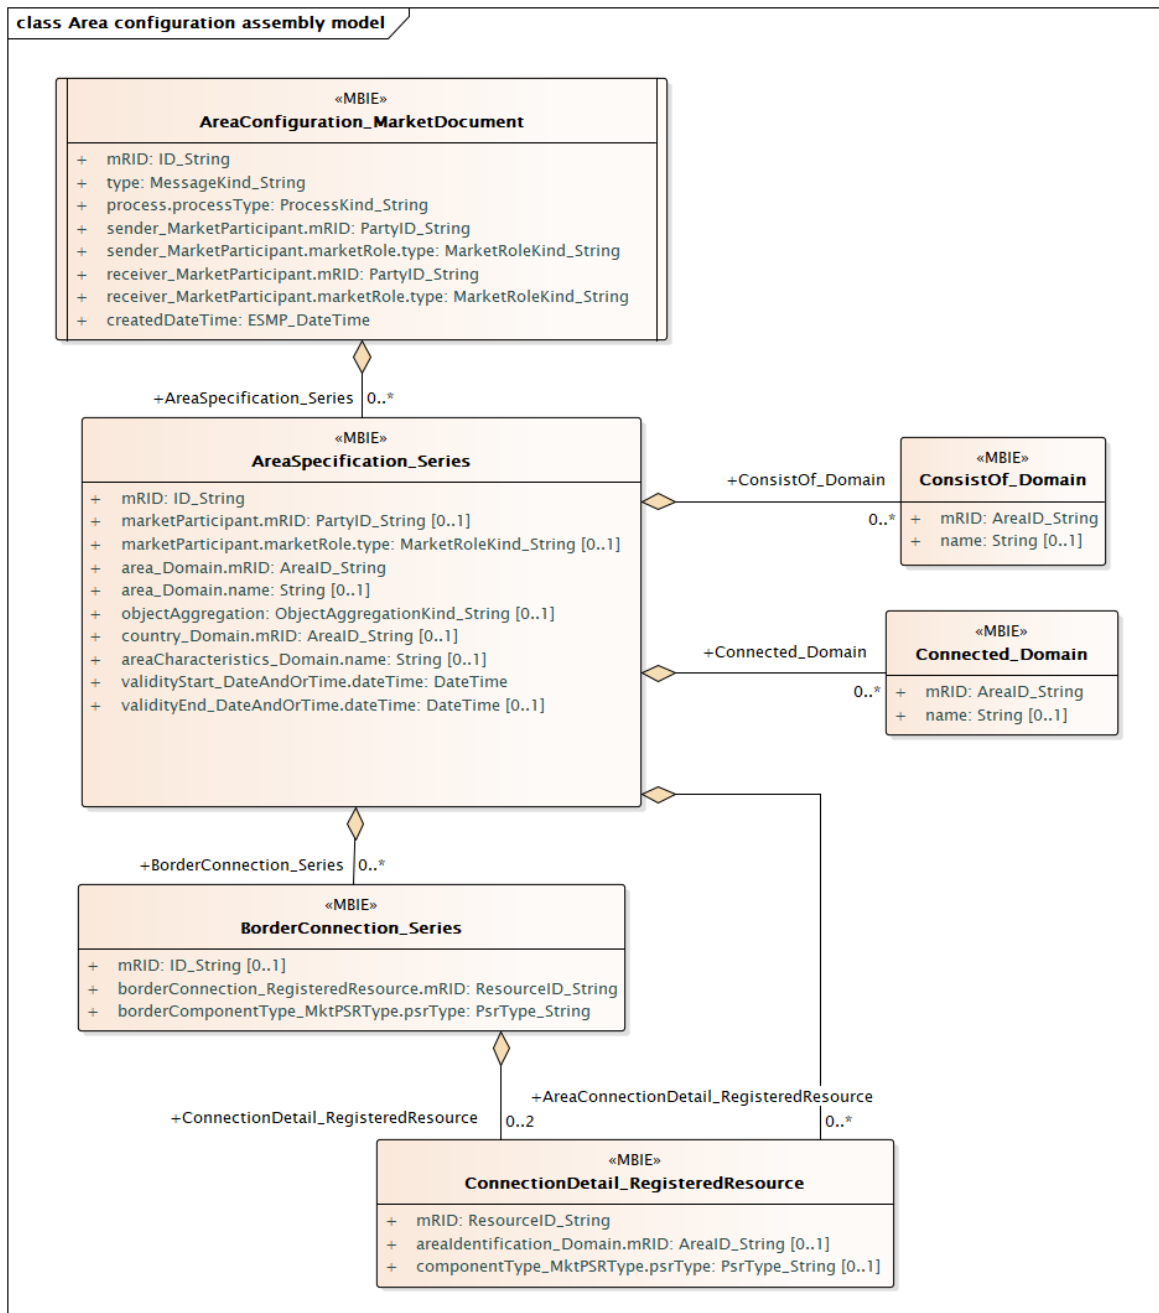 class Area configuration assembly model
«MBIE»
AreaConfiguration_MarketDocument
+ mRID: ID_String
+ type: MessageKind_String
+ process.processType: ProcessKind_String
+ sender_MarketParticipant.mRID: PartyID_String
+ sender_MarketParticipant.marketRole.type: MarketRoleKind_String
+ receiver_MarketParticipant.mRID: PartyID_String
+ receiver_MarketParticipant.marketRole.type: MarketRoleKind_String
+ createdDateTime: ESMP_DateTime
+AreaSpecification_Series 0..*
«MBIE»
AreaSpecification_Series
+ mRID: ID_String
+ marketParticipant.mRID: PartyID_String [0..1]
+ marketParticipant.marketRole.type: MarketRoleKind_String [0..1]
+ area_Domain.mRID: AreaID_String
+ area_Domain.name: String [0..1]
+ objectAggregation: ObjectAggregationKind_String [0..1]
+ country_Domain.mRID: AreaID_String [0..1]
+ areaCharacteristics_Domain.name: String [0..1]
+ validityStart_DateAndOrTime.dateTime: DateTime
+ validityEnd_DateAndOrTime.dateTime: DateTime [0..1]
+ConsistOf_Domain
0..*
«MBIE»
ConsistOf_Domain
+ mRID: AreaID_String
+ name: String [0..1]
+Connected_Domain
0..*
«MBIE»
Connected_Domain
+ mRID: AreaID_String
+ name: String [0..1]
+BorderConnection_Series 0..*
«MBIE»
BorderConnection_Series
+ mRID: ID_String [0..1]
+ borderConnection_RegisteredResource.mRID: ResourceID_String
+ borderComponentType_MktPSRType.psrType: PsrType_String
+AreaConnectionDetail_RegisteredResource
0..*
+ConnectionDetail_RegisteredResource
0..2
«MBIE»
ConnectionDetail_RegisteredResource
+ mRID: ResourceID_String
+ areaIdentification_Domain.mRID: AreaID_String [0..1]
+ componentType_MktPSRType.psrType: PsrType_String [0..1]